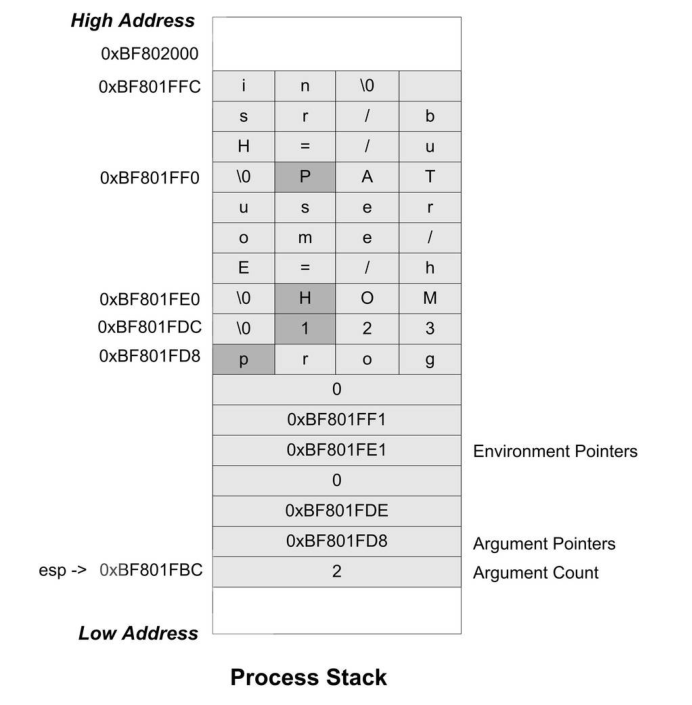 High Address
0xBF802000
0xBF801FFC i n \0
s r / b
H = / u
0xBF801FF0 \0 P A T
u s e r
o m e /
E = / h
0xBF801FE0 \0 H O M
0xBF801FDC \0 1 2 3
0xBF801FD8 p r o g
0
0xBF801FF1
0xBF801FE1 Environment Pointers
0
0xBF801FDE
0xBF801FD8 Argument Pointers
esp -> 0xBF801FBC 2 Argument Count
Low Address
Process Stack